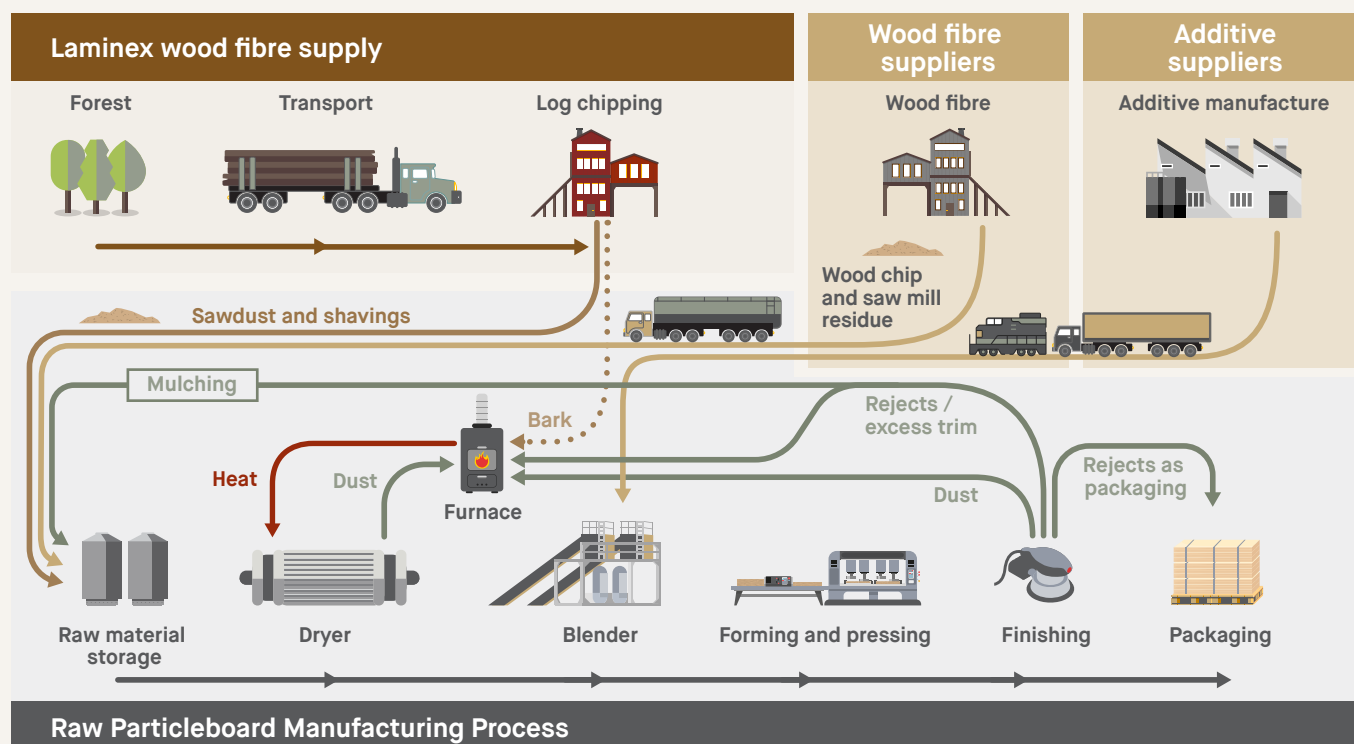 Laminex wood fibre supply
Wood fibre
suppliers
Additive
suppliers
Forest
Transport
Log chipping
Wood fibre
Additive manufacture
Wood chip
and saw mill
residue
Sawdust and shavings
Mulching
Rejects /
excess trim
Bark
Heat
Dust
Furnace
Dust
Rejects as
packaging
Raw material
storage
Dryer
Blender
Forming and pressing
Finishing
Packaging
Raw Particleboard Manufacturing Process